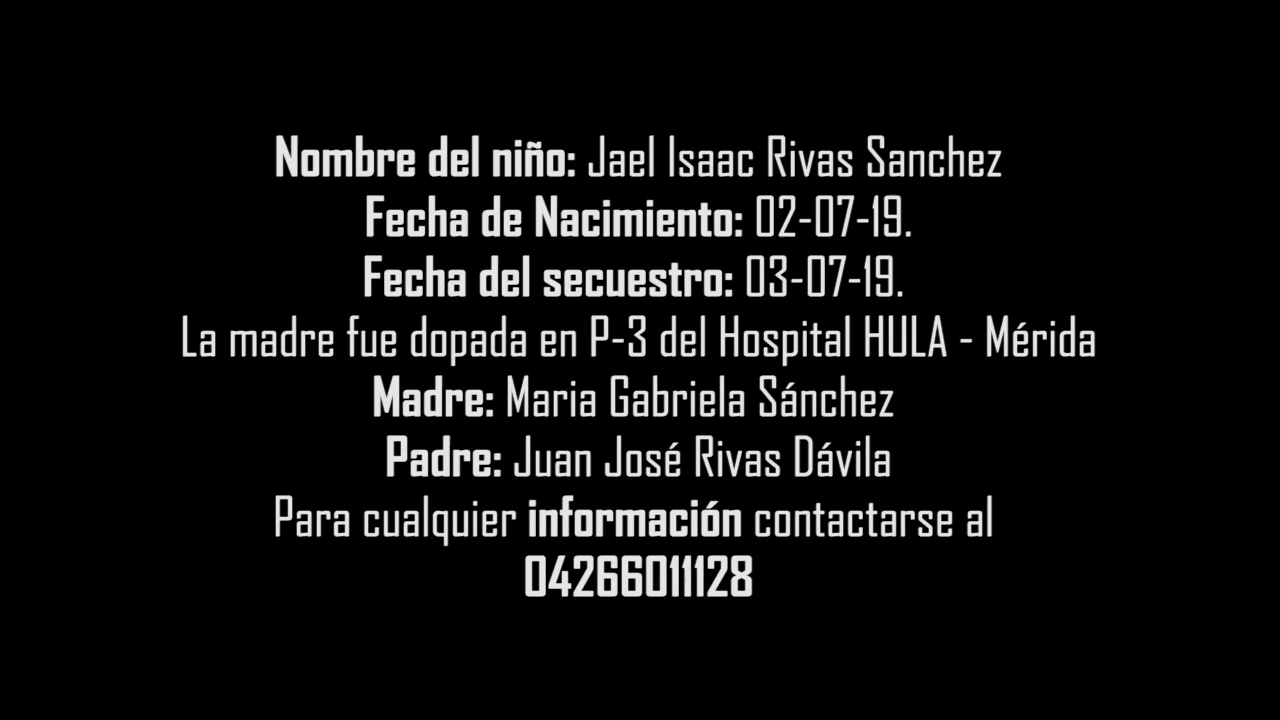 Nombre del niño: Jael Isaac Rivas Sanchez
Fecha de Nacimiento: 02-07-19.
Fecha del secuestro: 03-07-19.
La madre fue dopada en P-3 del Hospital HULA - Mérida
Madre: Maria Gabriela Sánchez
Padre: Juan José Rivas Dávila
Para cualquier información contactarse al
04266011128